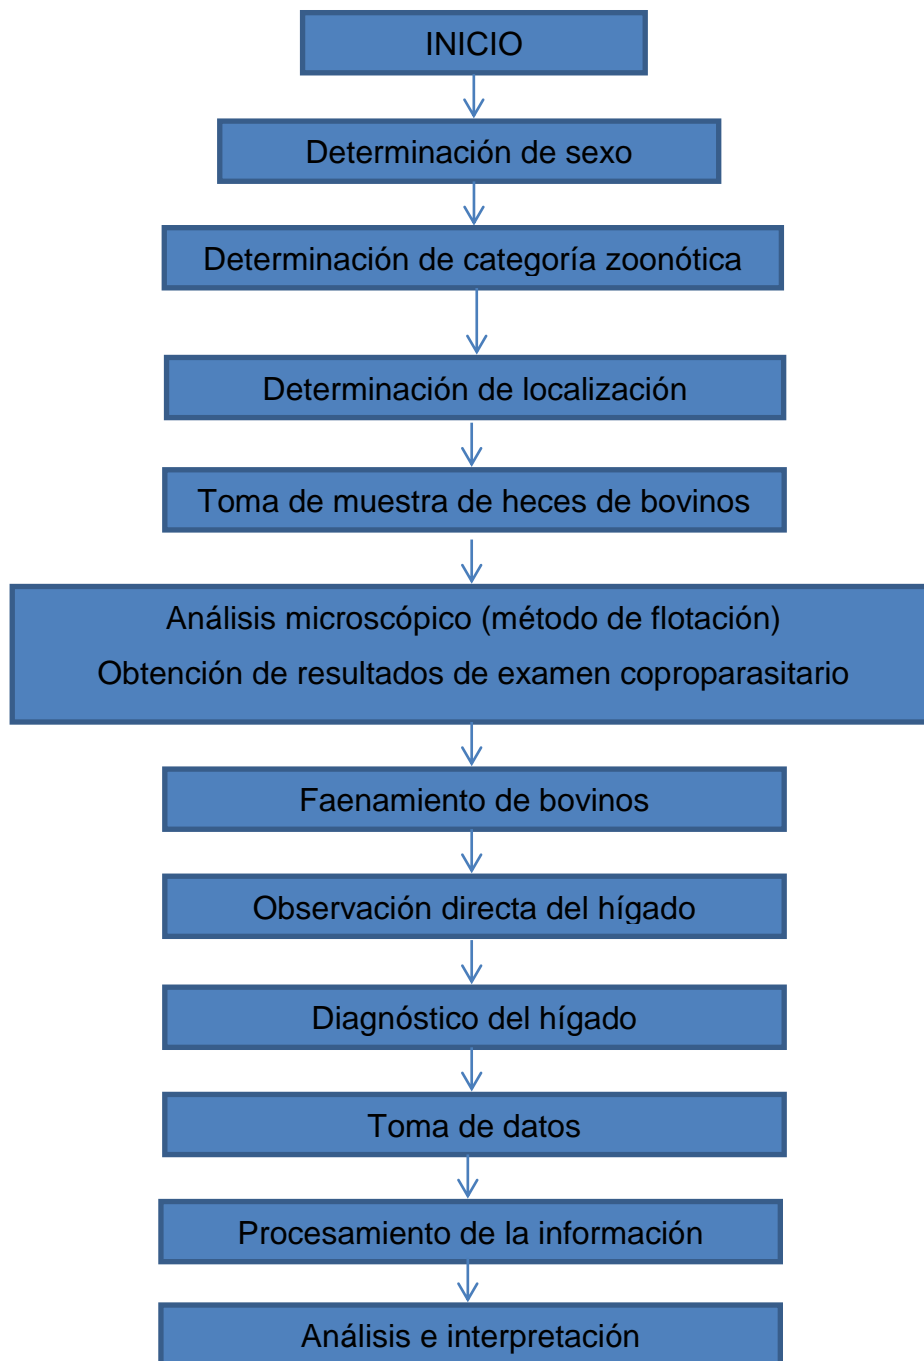 INICIO
Determinación de sexo
Determinación de categoría zoonótica
Determinación de localización
Toma de muestra de heces de bovinos
Análisis microscópico (método de flotación)
Obtención de resultados de examen coproparasitario
Faenamiento de bovinos
Observación directa del hígado
Diagnóstico del hígado
Toma de datos
Procesamiento de la información
Análisis e interpretación